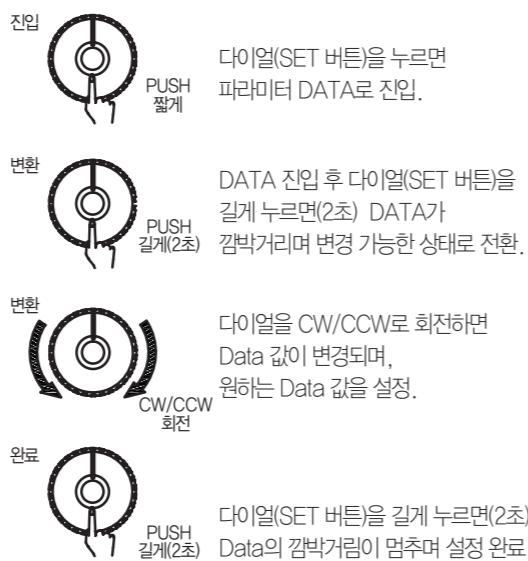 진입
PUSH
짧게
다이얼(SET 버튼)을 누르면
파라미터 DATA로 진입.
변환
PUSH
길게(2초)
DATA 진입 후 다이얼(SET 버튼)을
길게 누르면(2초) DATA가
깜박거리며 변경 가능한 상태로 전환.
변환
CW/CCW
회전
다이얼을 CW/CCW로 회전하면
Data 값이 변경되며,
원하는 Data 값을 설정.
완료
PUSH
길게(2초)
다이얼(SET 버튼)을 길게 누르면(2초)
Data의 깜박거림이 멈추며 설정 완료